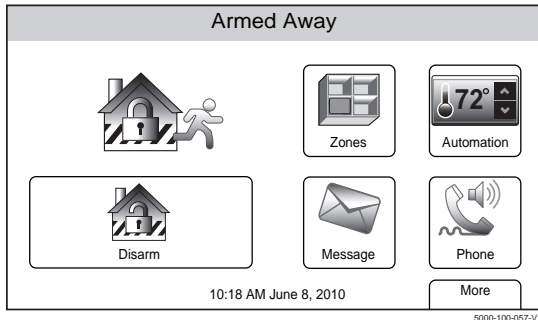 Armed Away
72°
Zones
Automation
Disarm
Message
Phone
10:18 AM June 8, 2010
More
5000-100-057-V